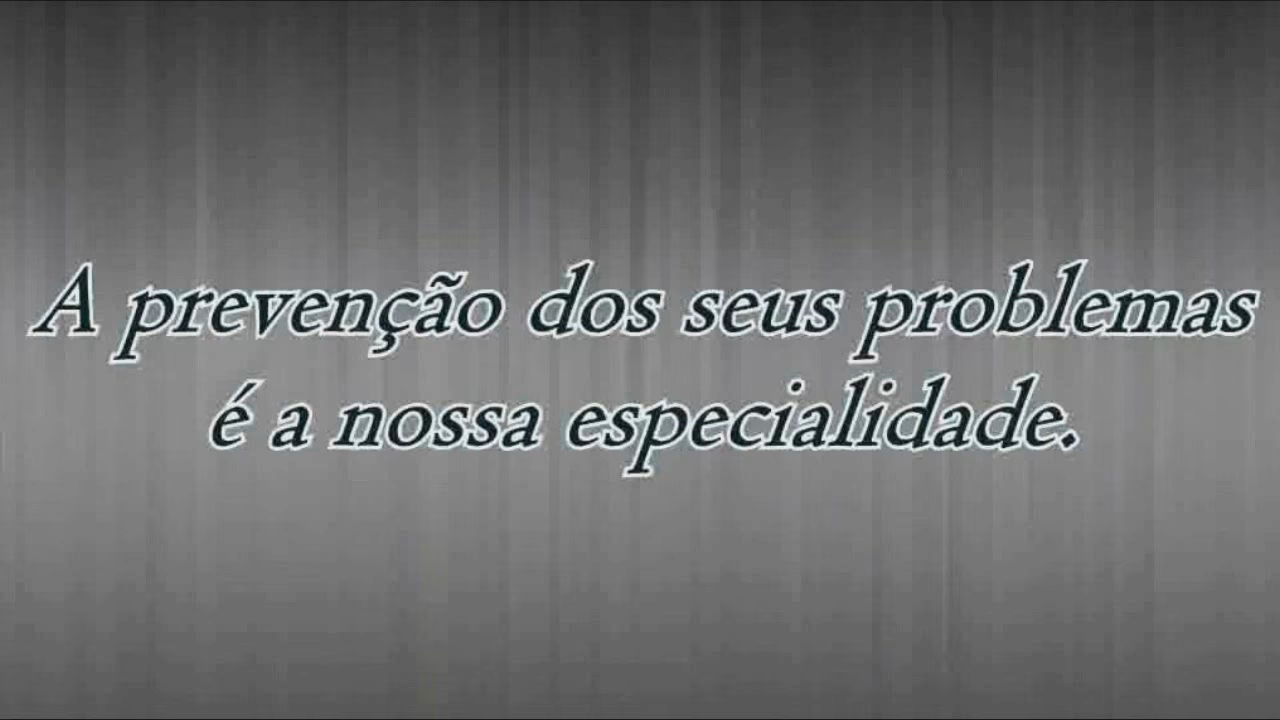 A prevenção dos seus problemas
é a nossa especialidade.